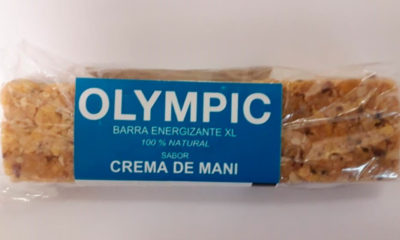 OLYMPIC
BARRA ENERGIZANTE XL
100 % NATURAL
SABOR
CREMA DE MANI